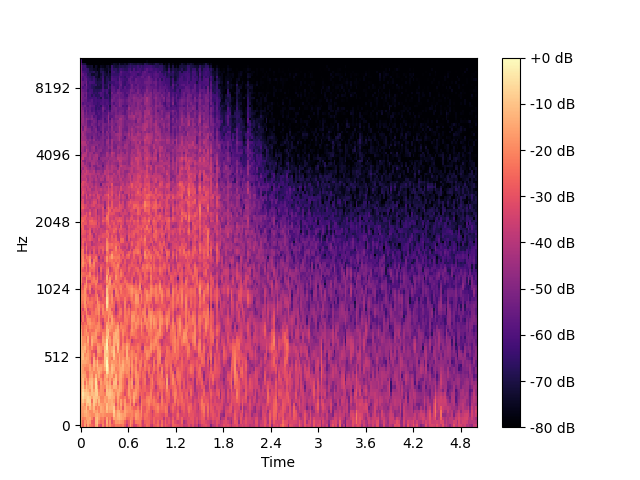 +0 dB
8192
-10 dB
4096
-20 dB
-30 dB
2048
Hz
-40 dB
1024
-50 dB
512
-60 dB
-70 dB
0
-80 dB
0 0.6 1.2 1.8 2.4 3 3.6 4.2 4.8
Time